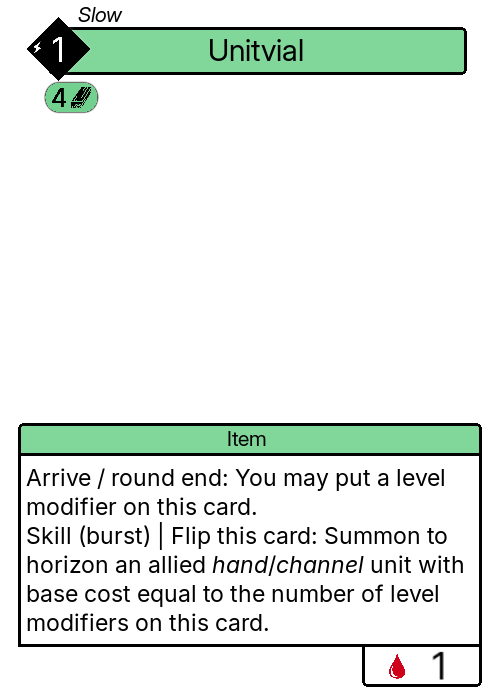 Slow
1
Unitvial
4
Item
Arrive / round end: You may put a level
modifier on this card.
Skill (burst) | Flip this card: Summon to
horizon an allied hand/channel unit with
base cost equal to the number of level
modifiers on this card.
1